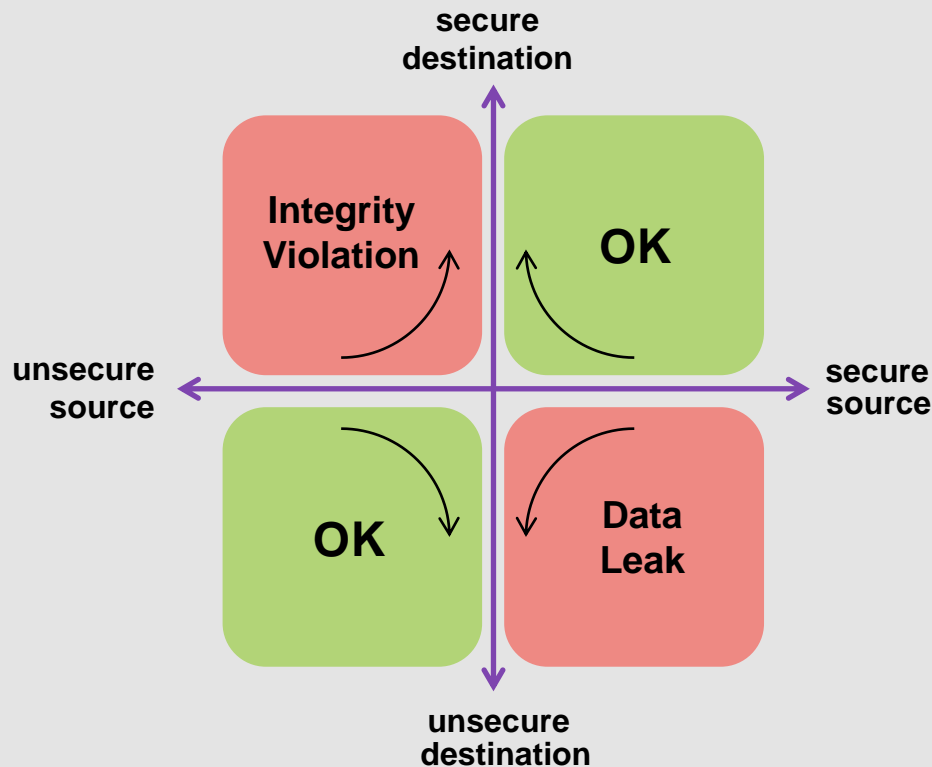 secure
destination
Integrity
Violation
OK
unsecure
source
secure
source
OK
Data
Leak
unsecure
destination